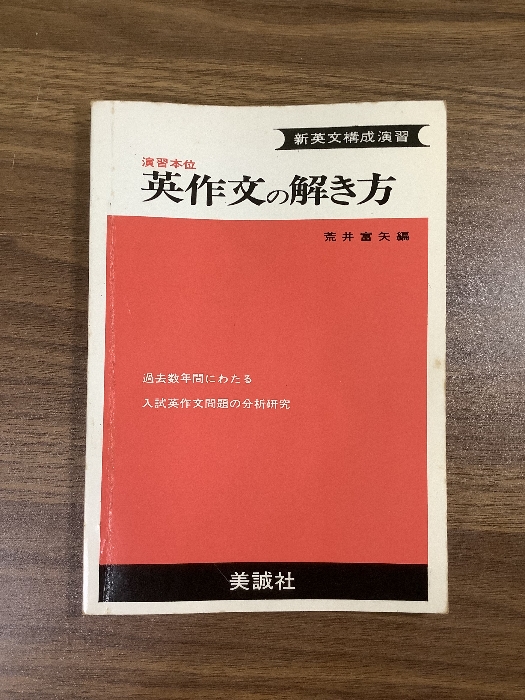 新英文構成演習
演習本位
英作文の解き方
荒井富矢編
過去数年間にわたる
入試英作文問題の分析研究
美誠社